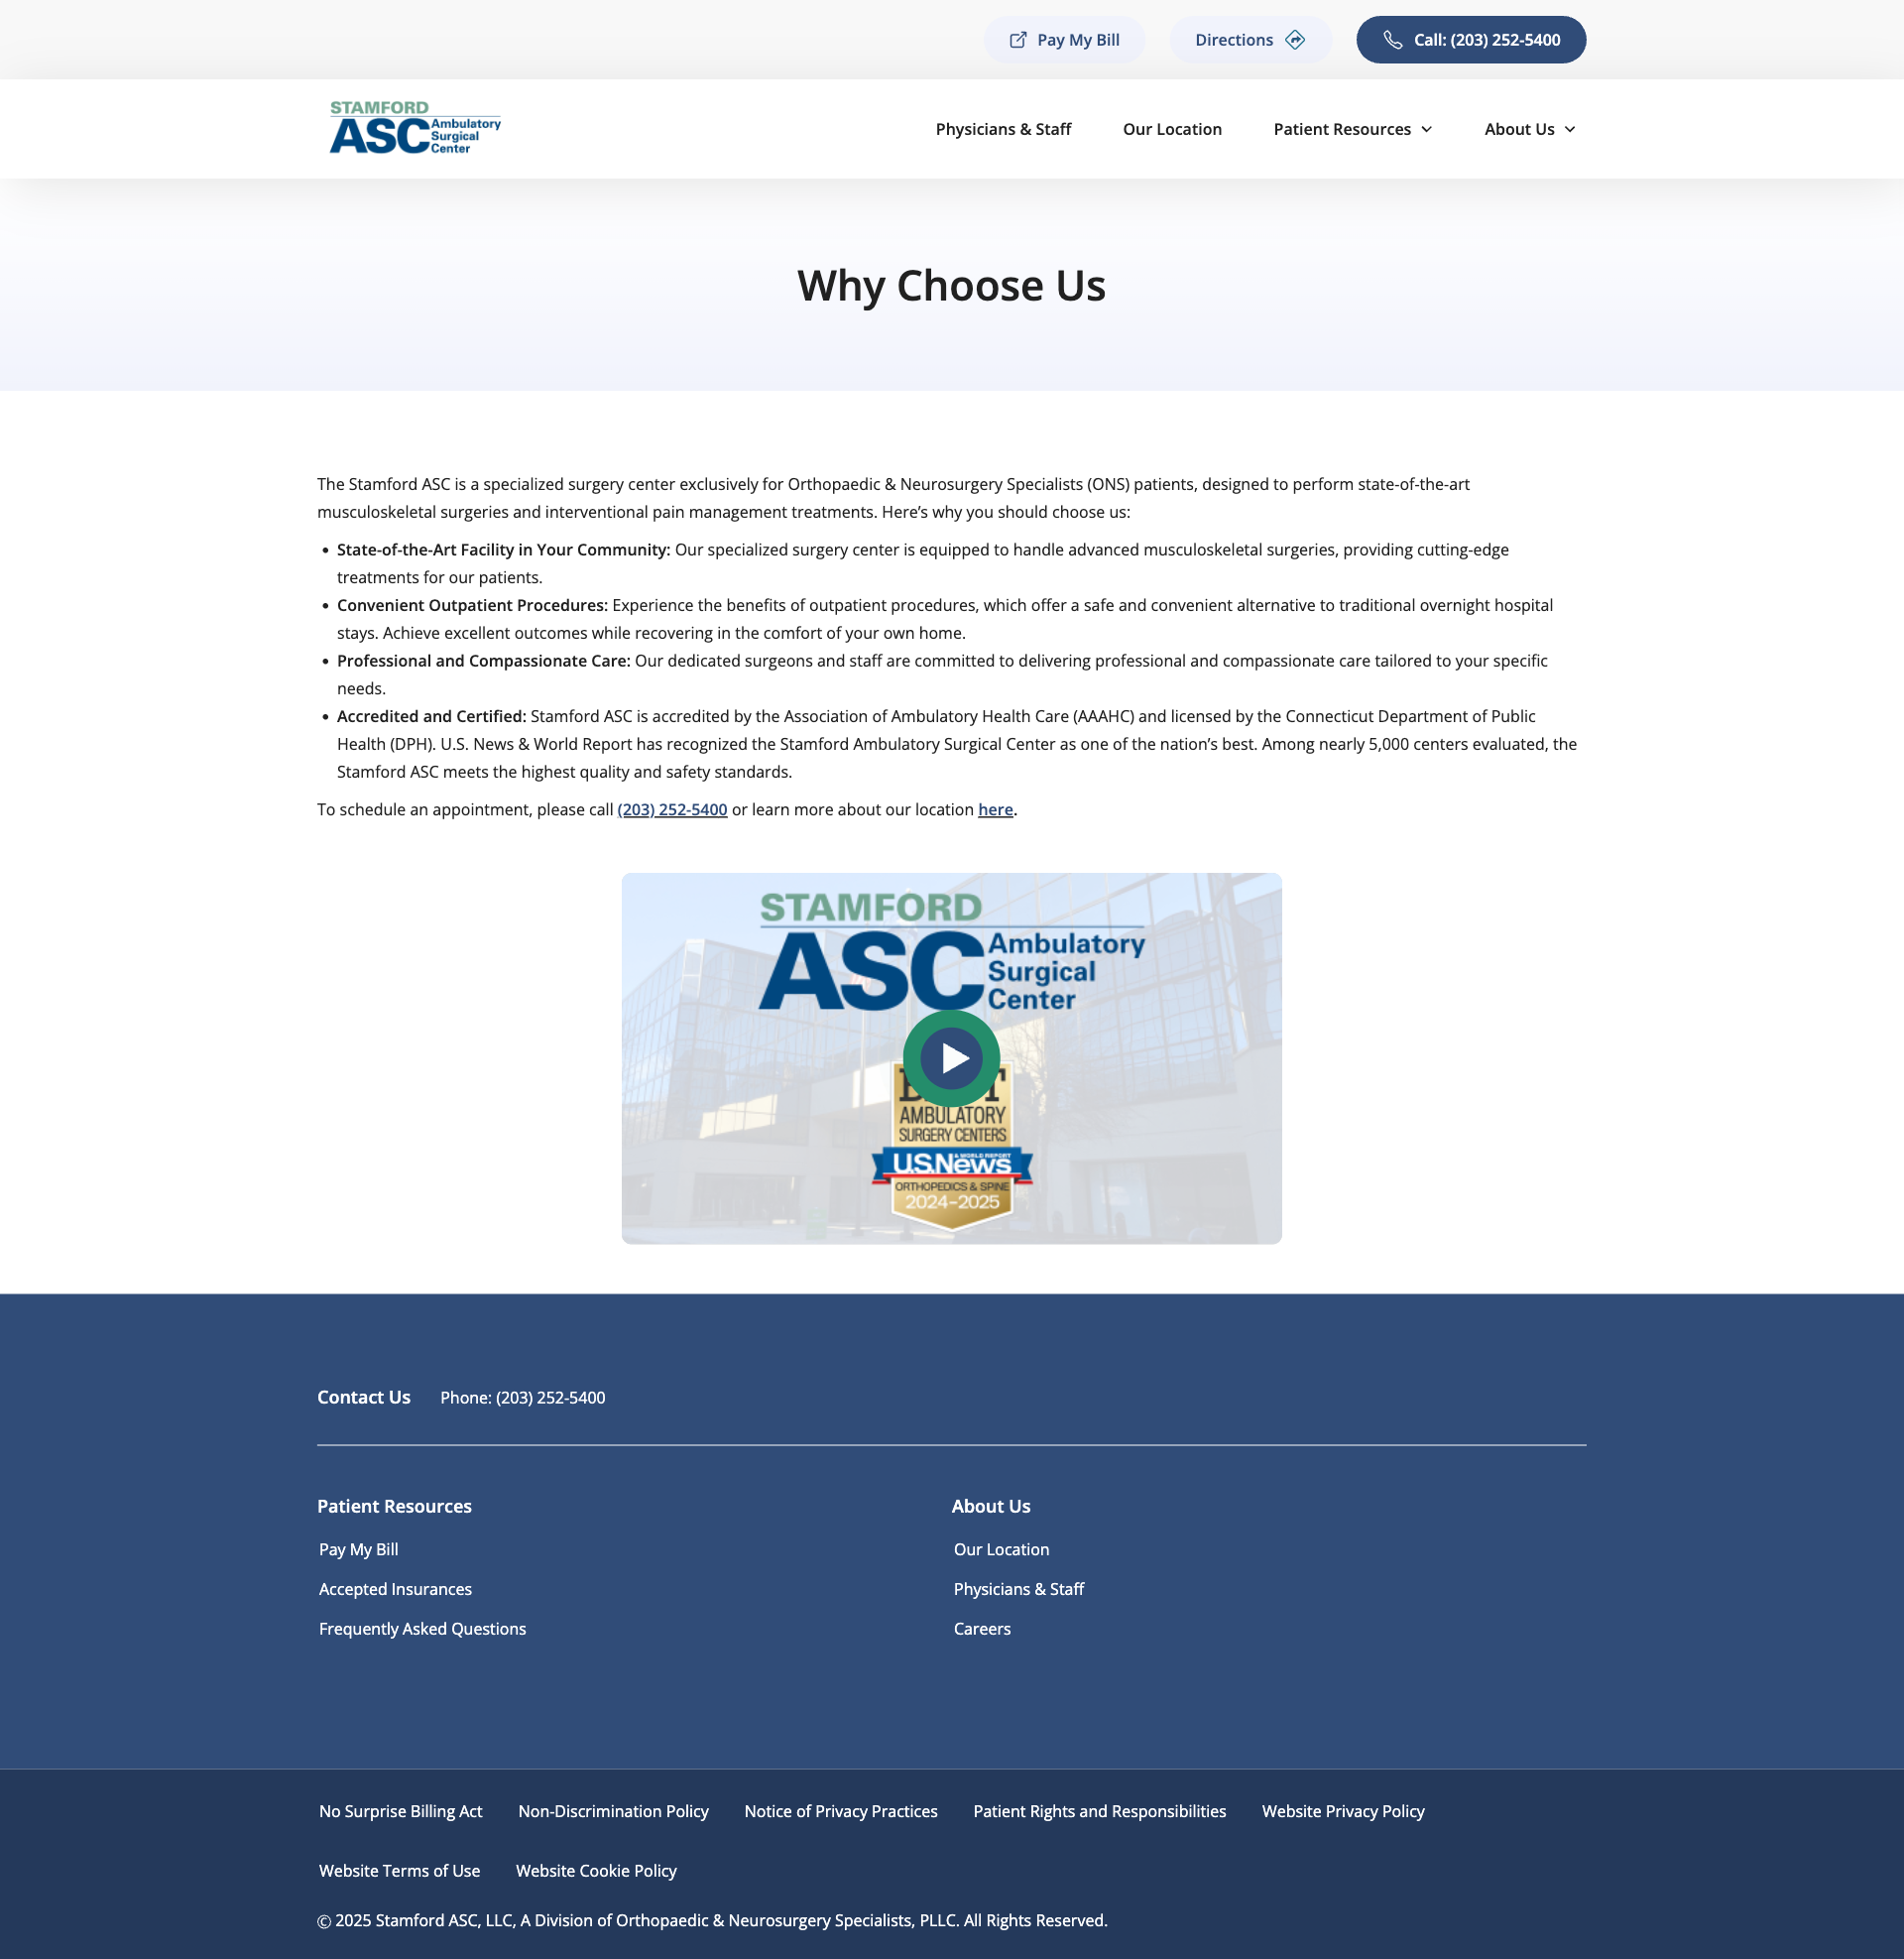 Pay My Bill
Directions
Call: (203) 252-5400
STAMFORD
ASC Ambulatory
Surgical
Center
Physicians & Staff
Our Location
Patient Resources
About Us
Why Choose Us
The Stamford ASC is a specialized surgery center exclusively for Orthopaedic & Neurosurgery Specialists (ONS) patients, designed to perform state-of-the-art
musculoskeletal surgeries and interventional pain management treatments. Here’s why you should choose us:
• State-of-the-Art Facility in Your Community: Our specialized surgery center is equipped to handle advanced musculoskeletal surgeries, providing cutting-edge
treatments for our patients.
• Convenient Outpatient Procedures: Experience the benefits of outpatient procedures, which offer a safe and convenient alternative to traditional overnight hospital
stays. Achieve excellent outcomes while recovering in the comfort of your own home.
• Professional and Compassionate Care: Our dedicated surgeons and staff are committed to delivering professional and compassionate care tailored to your specific
needs.
• Accredited and Certified: Stamford ASC is accredited by the Association of Ambulatory Health Care (AAAHC) and licensed by the Connecticut Department of Public
Health (DPH). U.S. News & World Report has recognized the Stamford Ambulatory Surgical Center as one of the nation’s best. Among nearly 5,000 centers evaluated, the
Stamford ASC meets the highest quality and safety standards.
To schedule an appointment, please call (203) 252-5400 or learn more about our location here.
STAMFORD
ASC Ambulatory
Surgical
Center
AMBULATORY
SURGERY CENTERS
U.S.News & WORLD REPORT
ORTHOPEDICS & SPINE
2024-2025
Contact Us
Phone: (203) 252-5400
Patient Resources
Pay My Bill
Accepted Insurances
Frequently Asked Questions
About Us
Our Location
Physicians & Staff
Careers
No Surprise Billing Act
Non-Discrimination Policy
Notice of Privacy Practices
Patient Rights and Responsibilities
Website Privacy Policy
Website Terms of Use
Website Cookie Policy
© 2025 Stamford ASC, LLC, A Division of Orthopaedic & Neurosurgery Specialists, PLLC. All Rights Reserved.